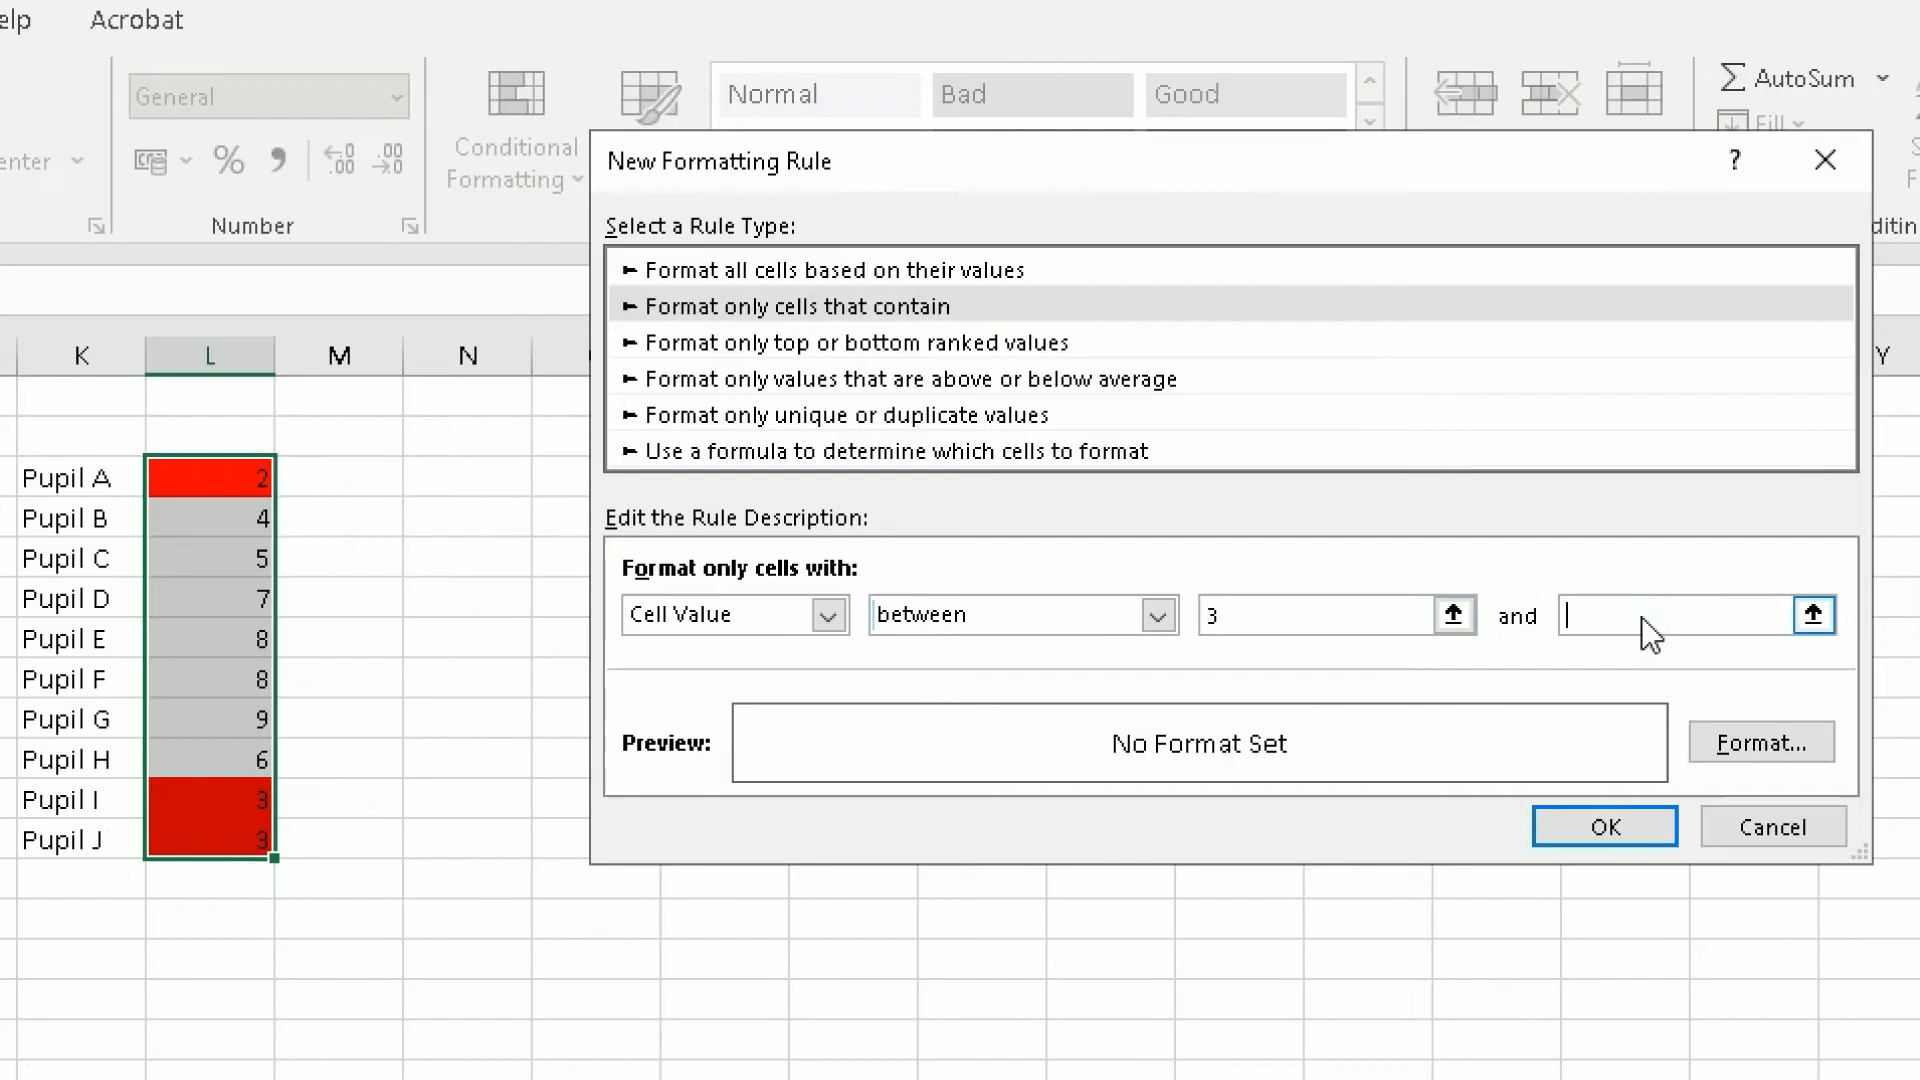 elp Acrobat
General
Normal Bad Good
AutoSum
Fill
enter
%
Conditional
Formatting
Number
ditin
New Formatting Rule ?
Select a Rule Type:
Format all cells based on their values
Format only cells that contain
Format only top or bottom ranked values
Format only values that are above or below average
Format only unique or duplicate values
Use a formula to determine which cells to format
Edit the Rule Description:
Format only cells with:
Cell Value between 3 and
Preview: No Format Set Format...
OK Cancel
K L M N Y
Pupil A 2
Pupil B 4
Pupil C 5
Pupil D 7
Pupil E 8
Pupil F 8
Pupil G 9
Pupil H 6
Pupil I 3
Pupil J 3